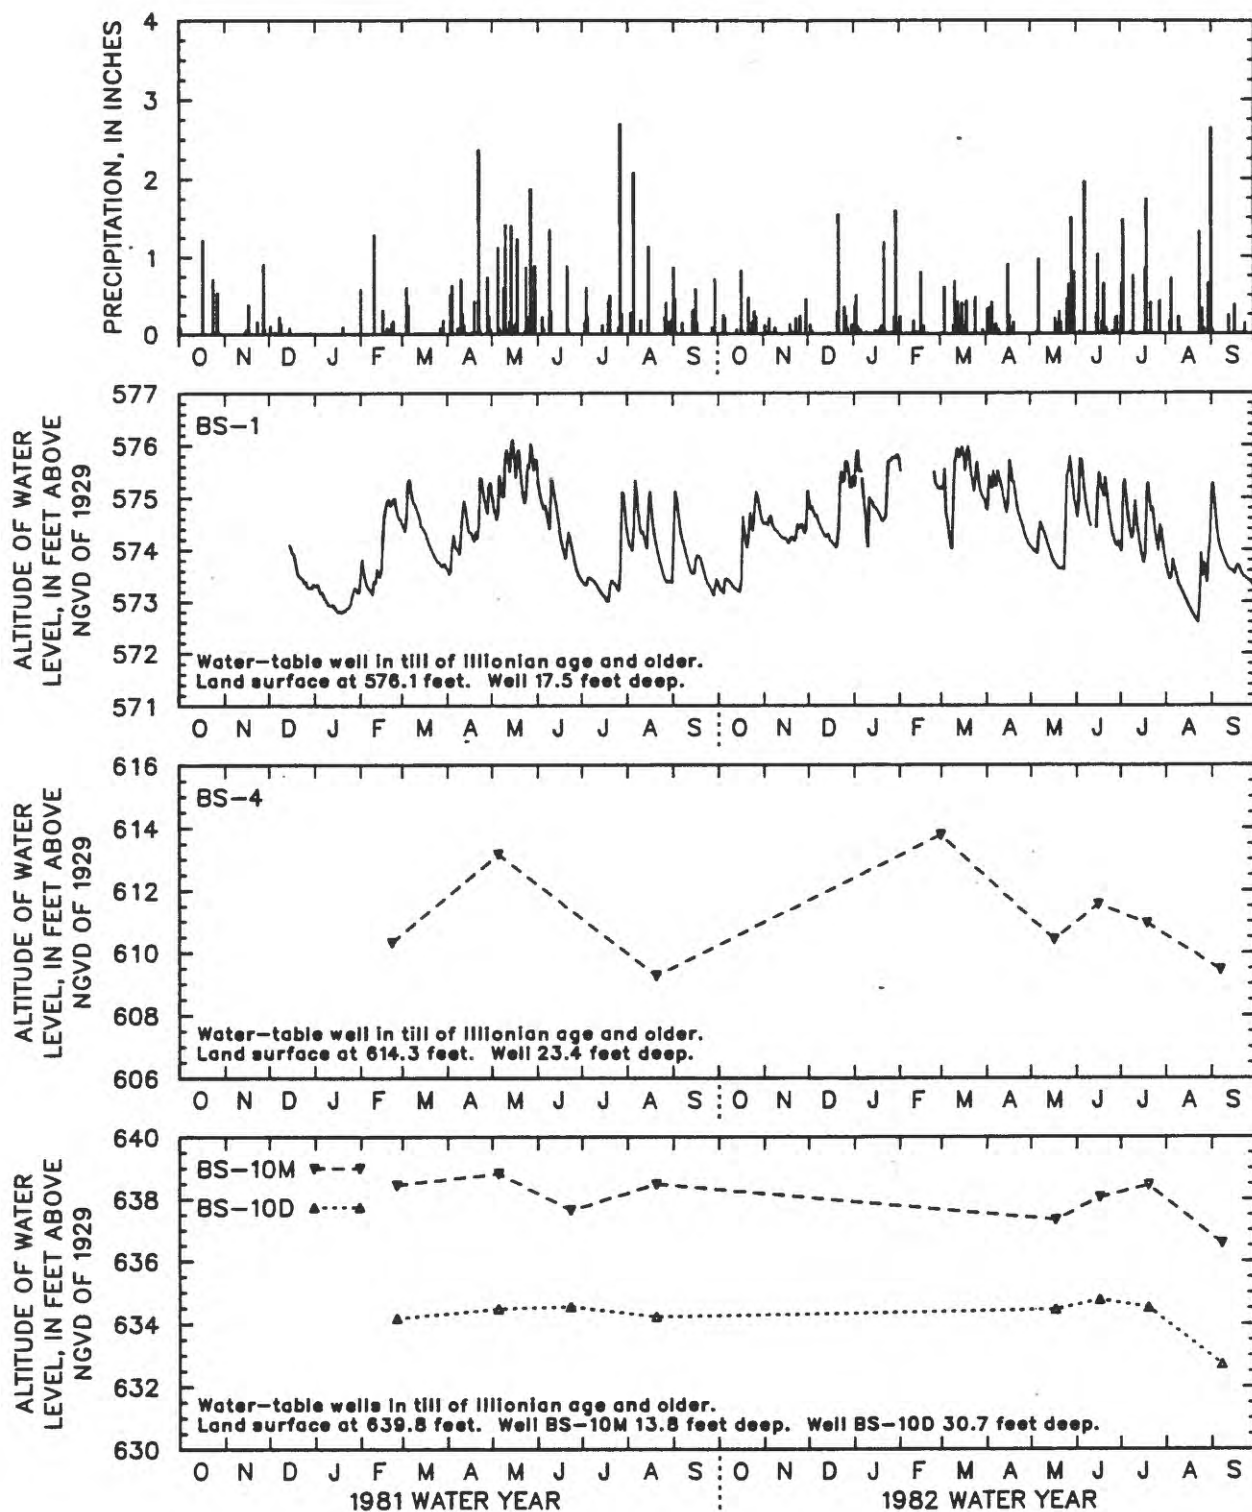 PRECIPITATION, IN INCHES
4
3
2
1
0
O N D J F M A M J J A S O N D J F M A M J J A S
ALTITUDE OF WATER
LEVEL, IN FEET ABOVE
NGVD OF 1929
577
576
575
574
573
572
571
BS-1
Water-table well in till of Illionian age and older.
Land surface at 576.1 feet. Well 17.5 feet deep.
O N D J F M A M J J A S O N D J F M A M J J A S
ALTITUDE OF WATER
LEVEL, IN FEET ABOVE
NGVD OF 1929
616
614
612
610
608
606
BS-4
Water-table well in till of Illionian age and older.
Land surface at 614.3 feet. Well 23.4 feet deep.
O N D J F M A M J J A S O N D J F M A M J J A S
ALTITUDE OF WATER
LEVEL, IN FEET ABOVE
NGVD OF 1929
640
638
636
634
632
630
BS-10M
BS-10D
Water-table wells in till of Illionian age and older.
Land surface at 639.8 feet. Well BS-10M 13.8 feet deep. Well BS-10D 30.7 feet deep.
O N D J F M A M J J A S O N D J F M A M J J A S
1981 WATER YEAR 1982 WATER YEAR